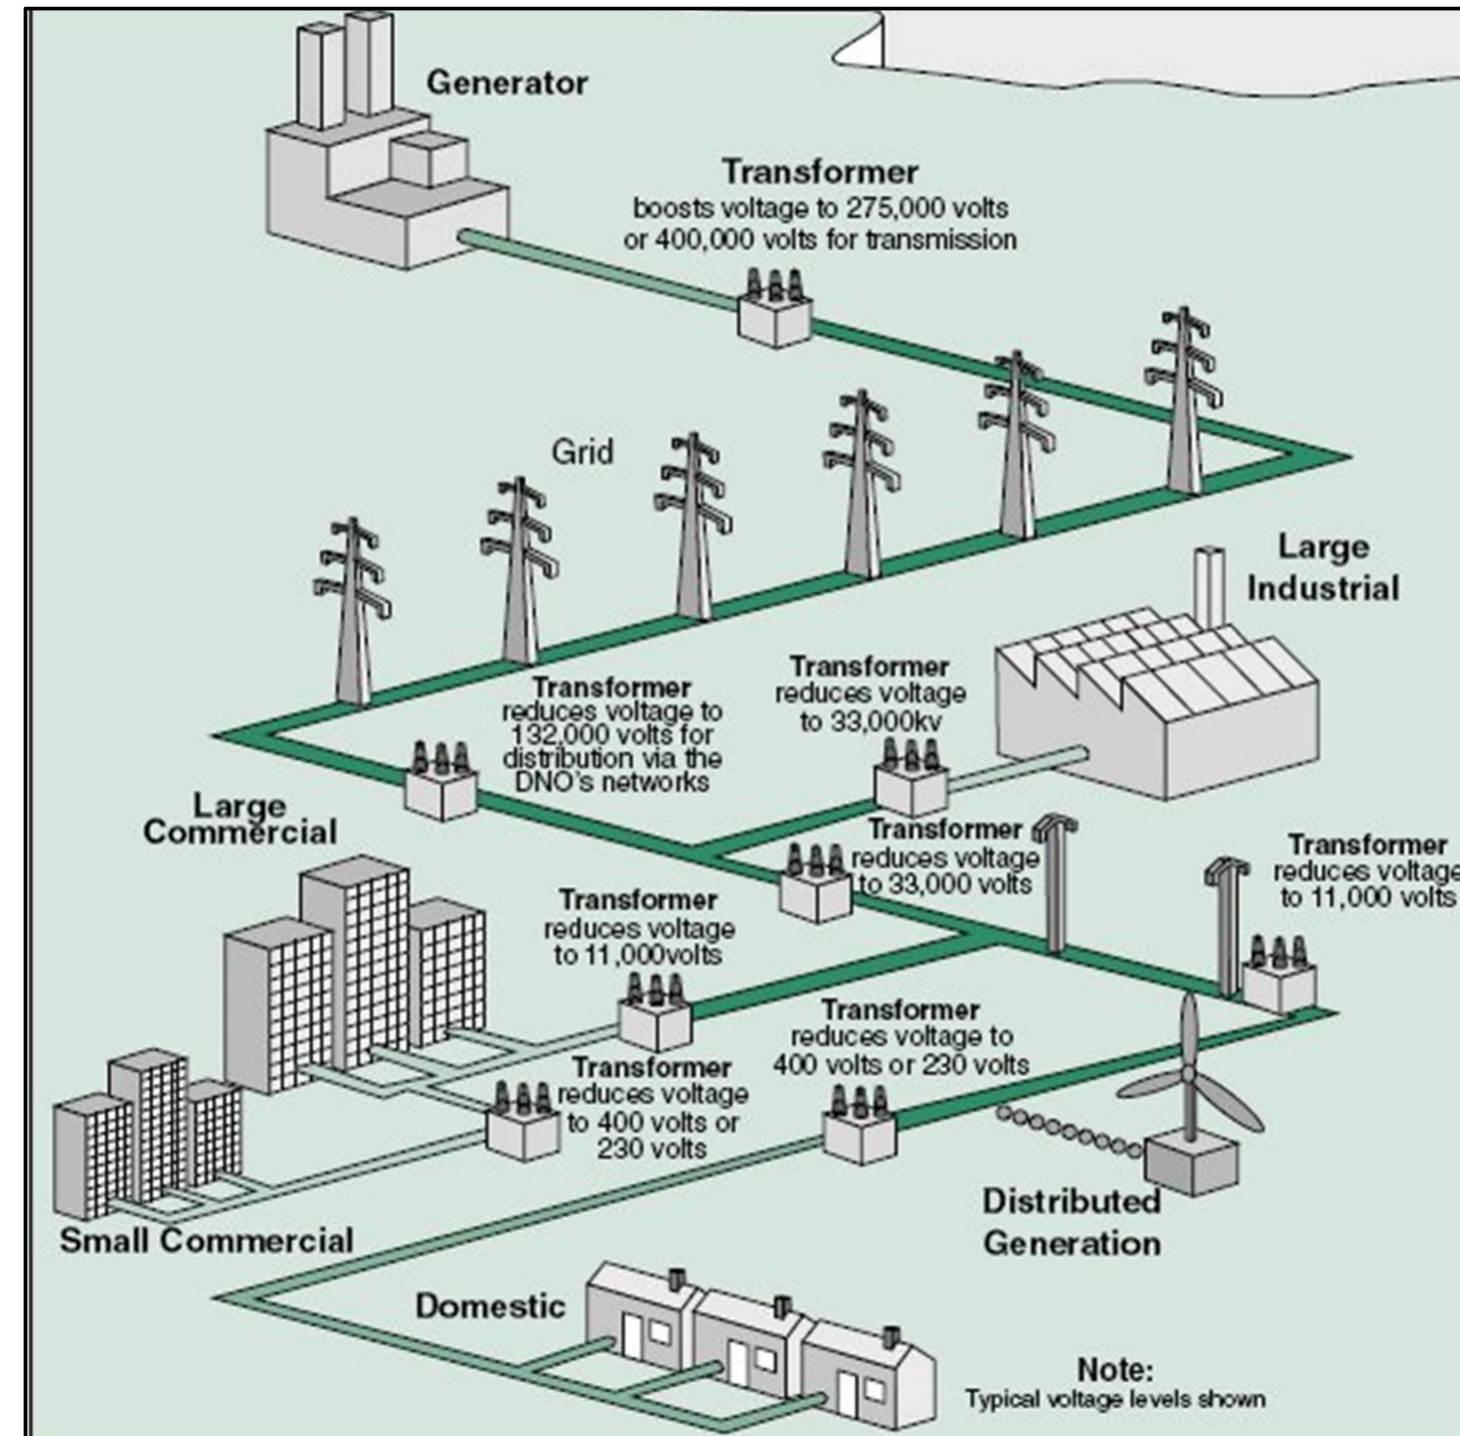 Generator
Transformer
boosts voltage to 275,000 volts
or 400,000 volts for transmission
Grid
Large
Industrial
Transformer
reduces voltage to
132,000 volts for
distribution via the
DNO's networks
Transformer
reduces voltage
to 33,000kv
Large
Commercial
Transformer
reduces voltage
to 33,000 volts
Transformer
reduces voltage
to 11,000 volts
Transformer
reduces voltage
to 11,000volts
Transformer
reduces voltage to
400 volts or 230 volts
Transformer
reduces voltage
to 400 volts or
230 volts
Distributed
Generation
Small Commercial
Domestic
Note:
Typical voltage levels shown